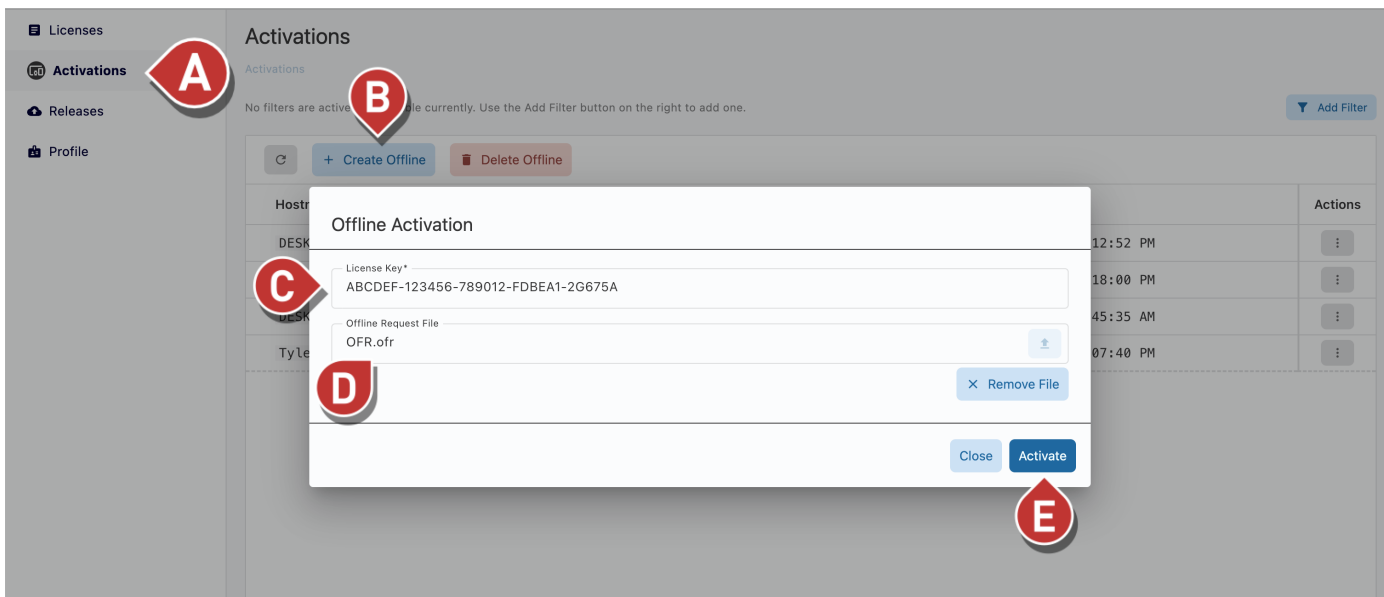 Licenses
Activations
Releases
Profile
A
Activations
Activations
B
No filters are active ple currently. Use the Add Filter button on the right to add one.
Add Filter
+ Create Offline
Delete Offline
Hostr
Actions
DESK
12:52 PM
18:00 PM
DESK
45:35 AM
Tyle
07:40 PM
Offline Activation
C
License Key*
ABCDEF-123456-789012-FDBEA1-2G675A
Offline Request File
OFR.ofr
D
× Remove File
Close
Activate
E